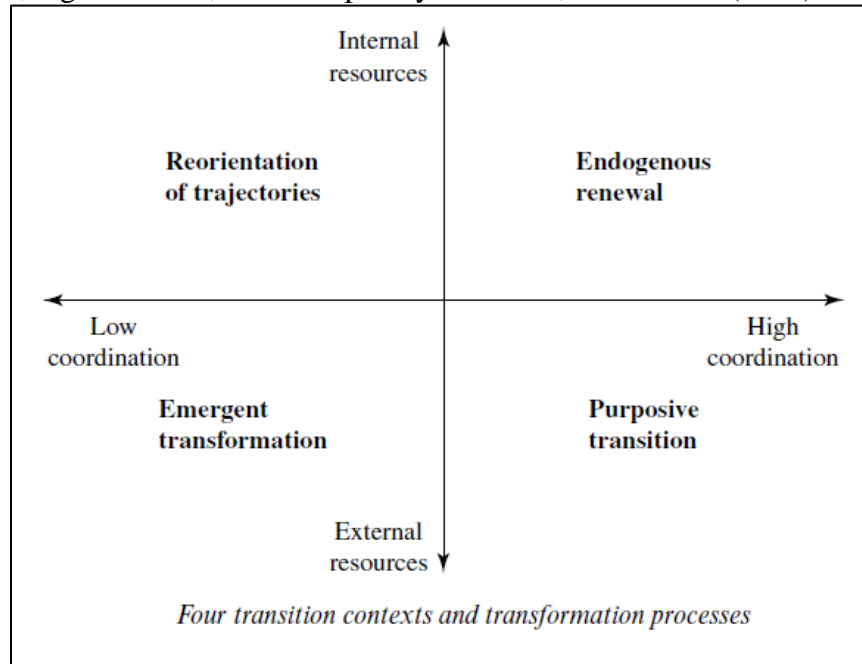 Internal
resources
Reorientation
of trajectories
Endogenous
renewal
Low
coordination
High
coordination
Emergent
transformation
Purposive
transition
External
resources
Four transition contexts and transformation processes